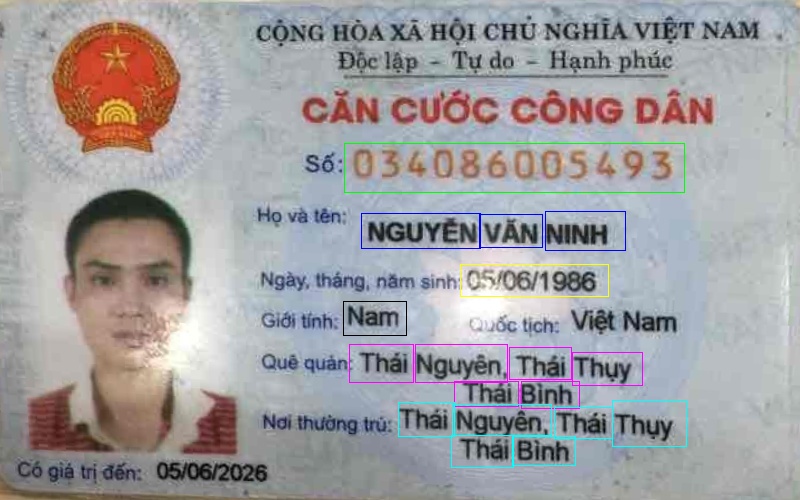 CỘNG HÒA XÃ HỘI CHỦ NGHĨA VIỆT NAM
Độc lập - Tự do - Hạnh phúc
CĂN CƯỚC CÔNG DÂN
Số: 034086005493
Họ và tên: NGUYỄN VĂN NINH
Ngày, tháng, năm sinh: 05/06/1986
Giới tính: Nam Quốc tịch: Việt Nam
Quê quán: Thái Nguyên, Thái Thụy
Thái Bình
Nơi thường trú: Thái Nguyên, Thái Thụy
Thái Bình
Có giá trị đến: 05/06/2026